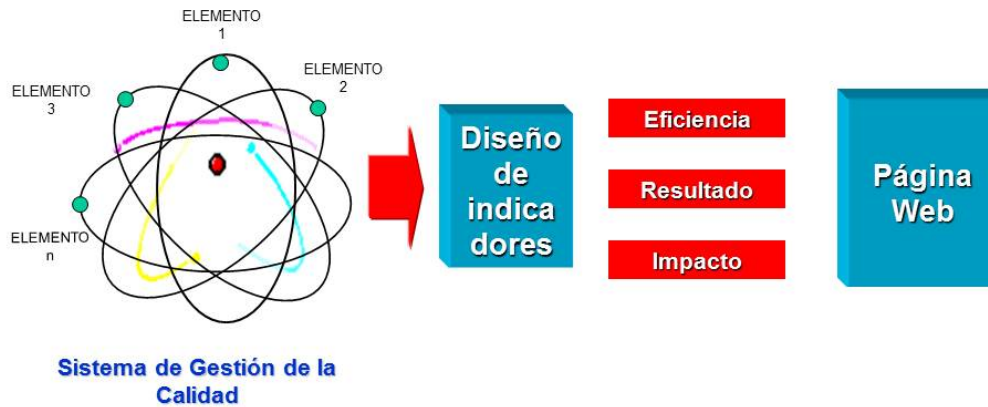 ELEMENTO
1
ELEMENTO
2
ELEMENTO
3
ELEMENTO
n
Sistema de Gestión de la
Calidad
Diseño
de
indica
dores
Eficiencia
Resultado
Impacto
Página
Web